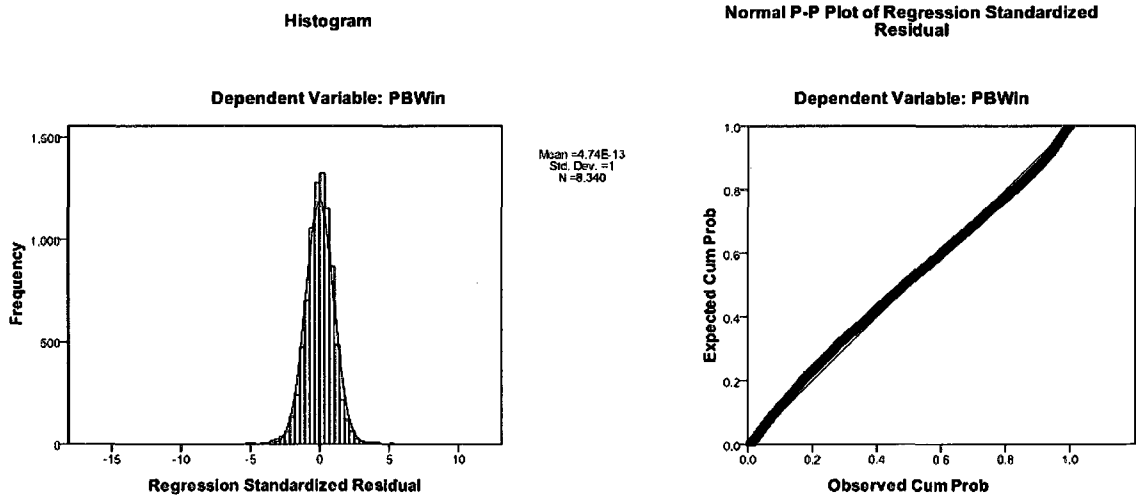 Histogram
Dependent Variable: PBWin
1,500
1,000
500
0
Frequency
-15 -10 -5 0 5 10
Regression Standardized Residual
Mean =4.74E-13
Std. Dev. =1
N =8,340
Normal P-P Plot of Regression Standardized
Residual
Dependent Variable: PBWin
1.0
0.8
0.6
0.4
0.2
0.0
Expected Cum Prob
0.0 0.2 0.4 0.6 0.8 1.0
Observed Cum Prob